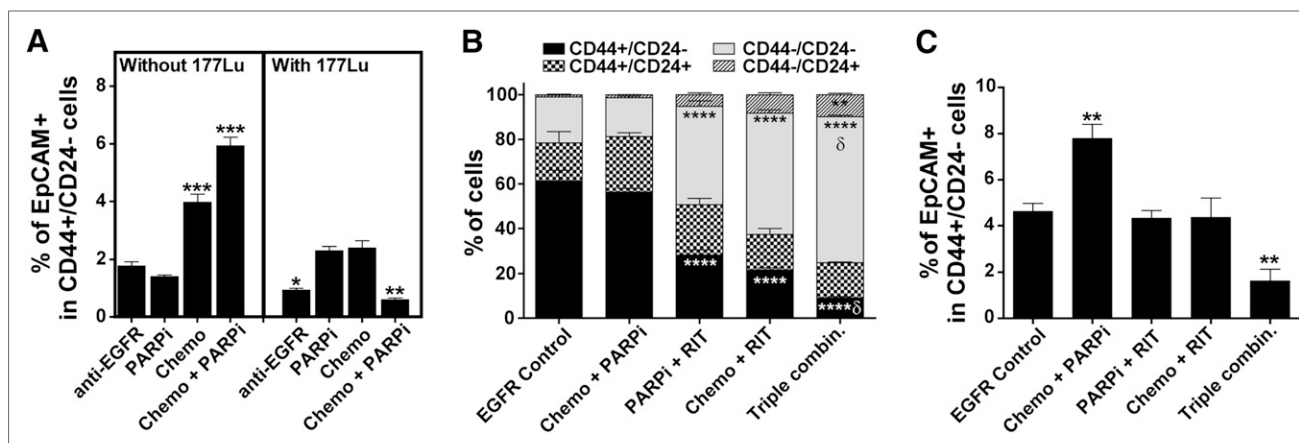 A
% of EpCAM+
in CD44+/CD24- cells
8
6
4
2
0
Without 177Lu
With 177Lu
***
***
*
**
anti-EGFR
PARPi
Chemo
Chemo + PARPi
anti-EGFR
PARPi
Chemo
Chemo + PARPi
B
CD44+/CD24-
CD44-/CD24-
CD44+/CD24+
CD44-/CD24+
% of cells
100
80
60
40
20
0
****
****
**
****
δ
****
****
****δ
EGFR Control
Chemo + PARPi
PARPi + RIT
Chemo + RIT
Triple combin.
C
% of EpCAM+
in CD44+/CD24- cells
10
8
6
4
2
0
**
**
EGFR Control
Chemo + PARPi
PARPi + RIT
Chemo + RIT
Triple combin.